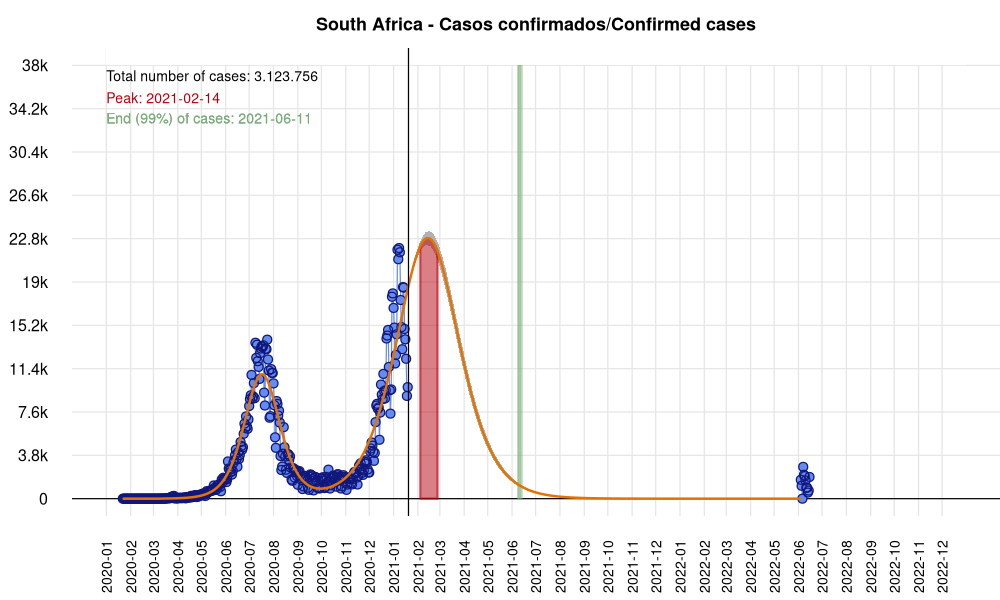 South Africa - Casos confirmados/Confirmed cases
Total number of cases: 3.123.756
Peak: 2021-02-14
End (99%) of cases: 2021-06-11
38k
34.2k
30.4k
26.6k
22.8k
19k
15.2k
11.4k
7.6k
3.8k
0
2020-01
2020-02
2020-03
2020-04
2020-05
2020-06
2020-07
2020-08
2020-09
2020-10
2020-11
2020-12
2021-01
2021-02
2021-03
2021-04
2021-05
2021-06
2021-07
2021-08
2021-09
2021-10
2021-11
2021-12
2022-01
2022-02
2022-03
2022-04
2022-05
2022-06
2022-07
2022-08
2022-09
2022-10
2022-11
2022-12